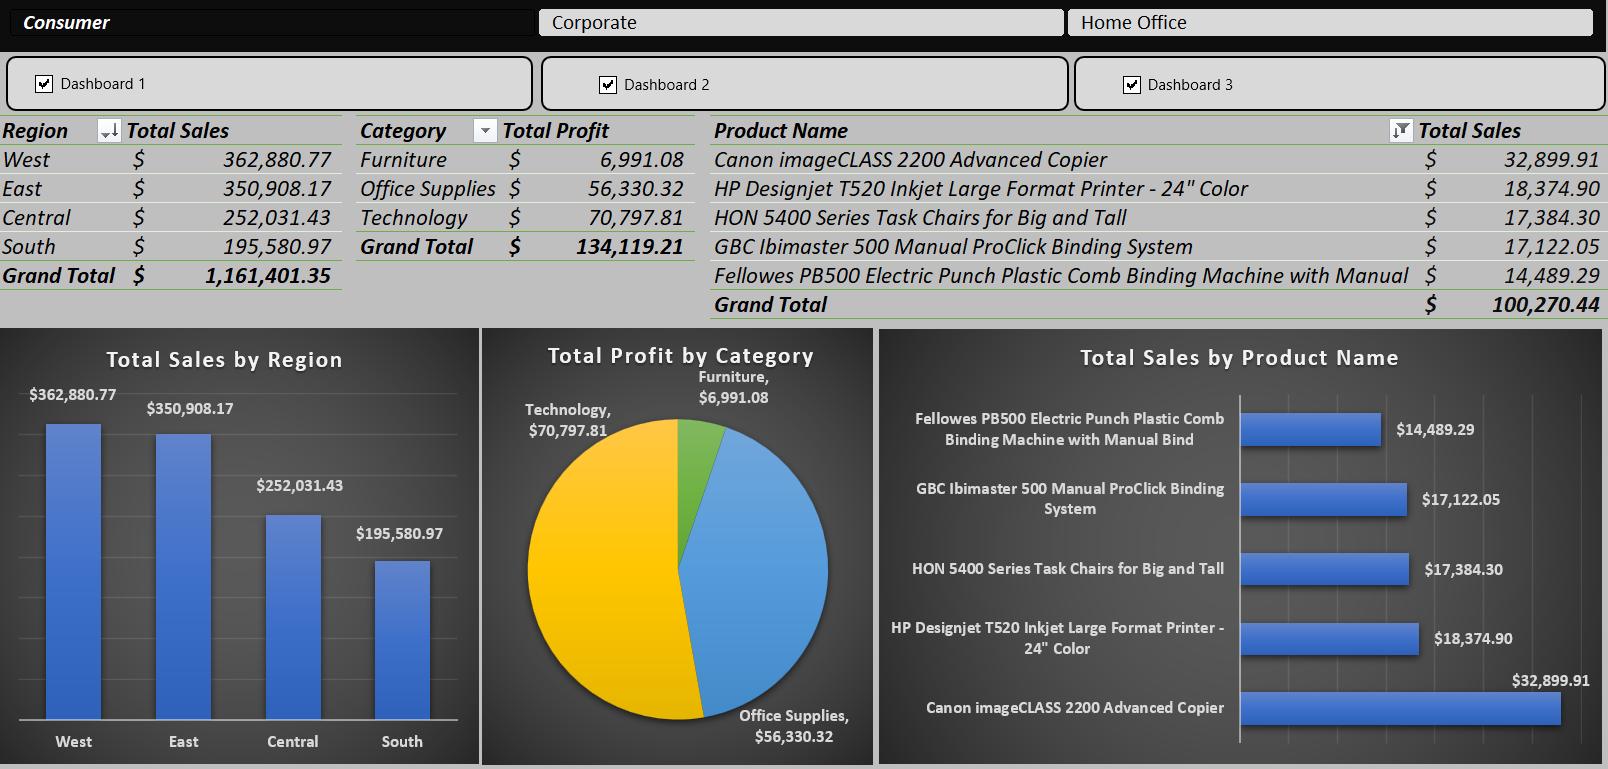 Consumer
Corporate
Home Office
Dashboard 1
Dashboard 2
Dashboard 3
Region Total Sales
West $ 362,880.77
East $ 350,908.17
Central $ 252,031.43
South $ 195,580.97
Grand Total $ 1,161,401.35
Category Total Profit
Furniture $ 6,991.08
Office Supplies $ 56,330.32
Technology $ 70,797.81
Grand Total $ 134,119.21
Product Name Total Sales
Canon imageCLASS 2200 Advanced Copier $ 32,899.91
HP Designjet T520 Inkjet Large Format Printer - 24" Color $ 18,374.90
HON 5400 Series Task Chairs for Big and Tall $ 17,384.30
GBC Ibimaster 500 Manual ProClick Binding System $ 17,122.05
Fellowes PB500 Electric Punch Plastic Comb Binding Machine with Manual $ 14,489.29
Grand Total $ 100,270.44
Total Sales by Region
$362,880.77
$350,908.17
$252,031.43
$195,580.97
West East Central South
Total Profit by Category
Furniture,
$6,991.08
Technology,
$70,797.81
Office Supplies,
$56,330.32
Total Sales by Product Name
Fellowes PB500 Electric Punch Plastic Comb
Binding Machine with Manual Bind
$14,489.29
GBC Ibimaster 500 Manual ProClick Binding
System
$17,122.05
HON 5400 Series Task Chairs for Big and Tall
$17,384.30
HP Designjet T520 Inkjet Large Format Printer -
24" Color
$18,374.90
$32,899.91
Canon imageCLASS 2200 Advanced Copier